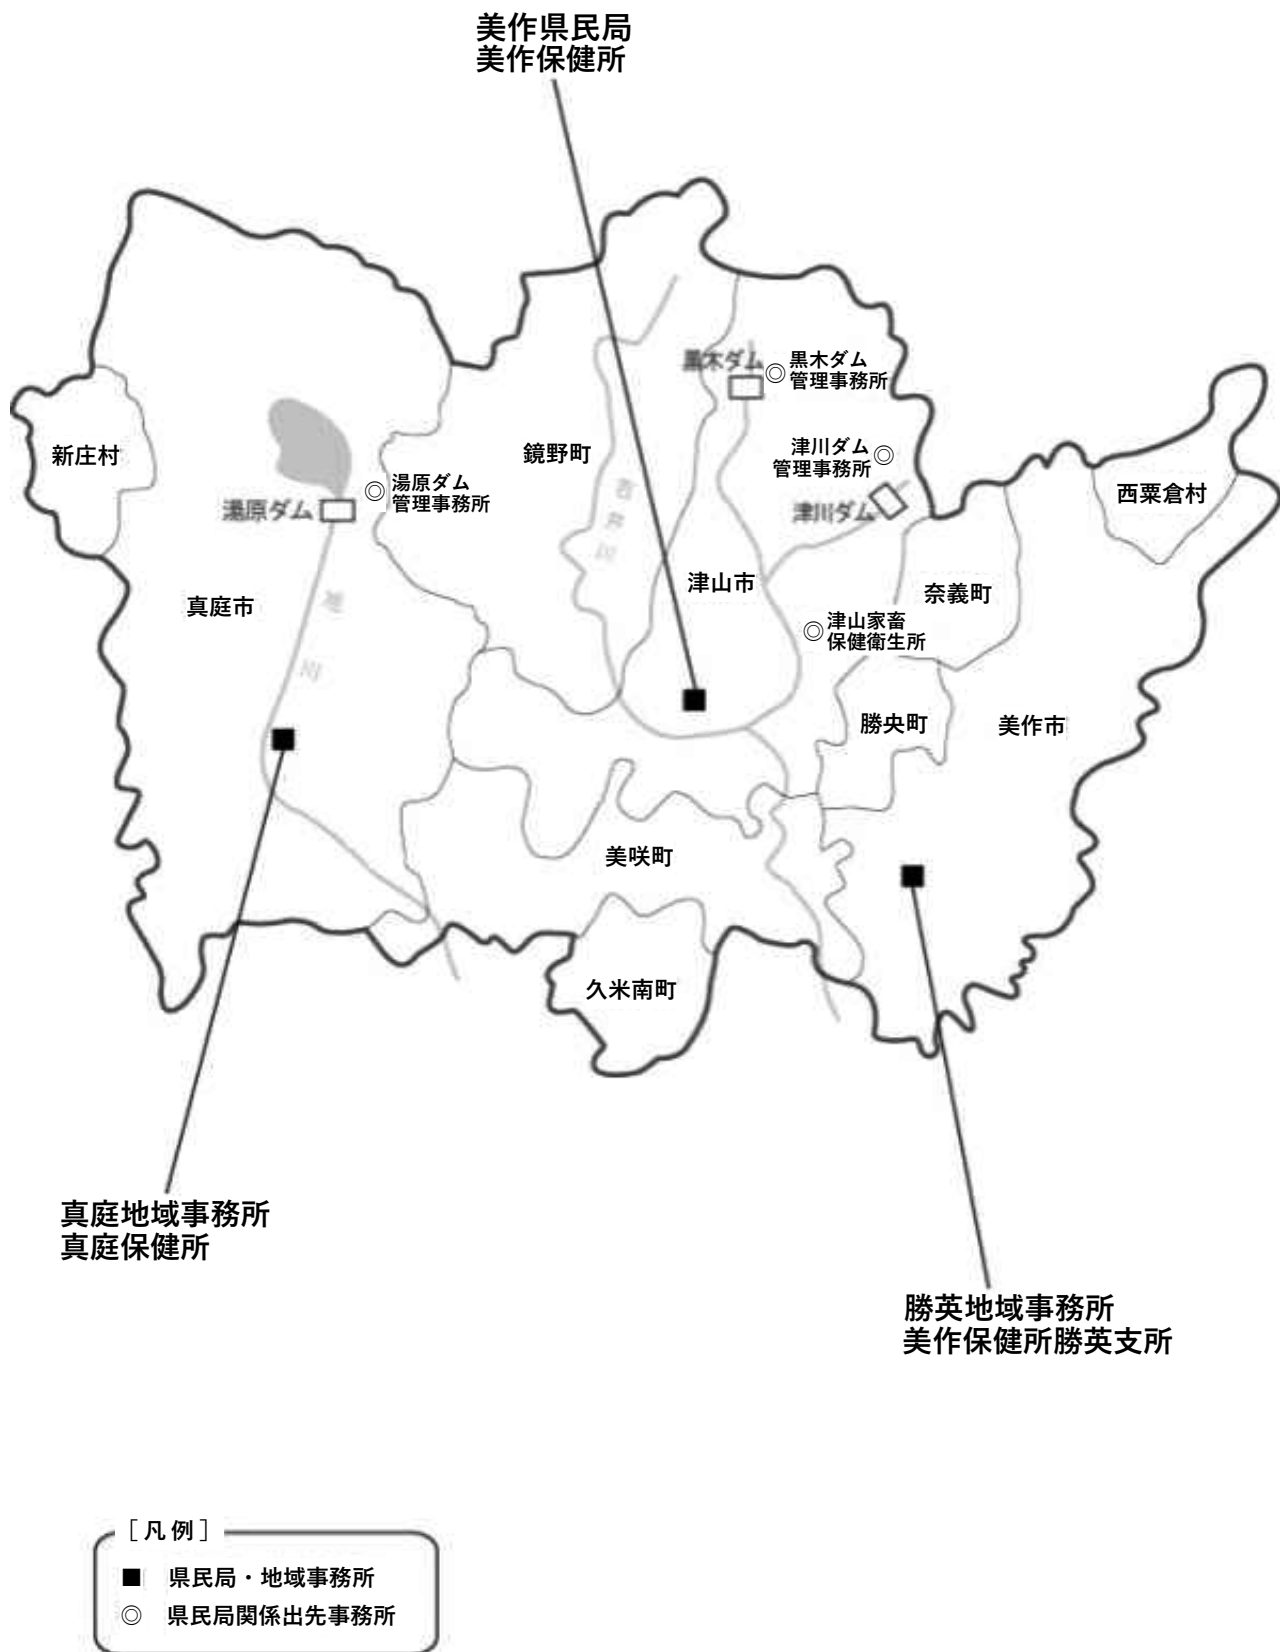 美作県民局
美作保健所
黒木ダム
黒木ダム
管理事務所
新庄村
鏡野町
津川ダム
管理事務所
湯原ダム
管理事務所
西粟倉村
湯原ダム
津川ダム
吉井川
津山市
奈義町
真庭市
旭川
津山家畜
保健衛生所
勝央町
美作市
美咲町
久米南町
真庭地域事務所
真庭保健所
勝英地域事務所
美作保健所勝英支所
［凡例］
■ 県民局・地域事務所
◎ 県民局関係出先事務所